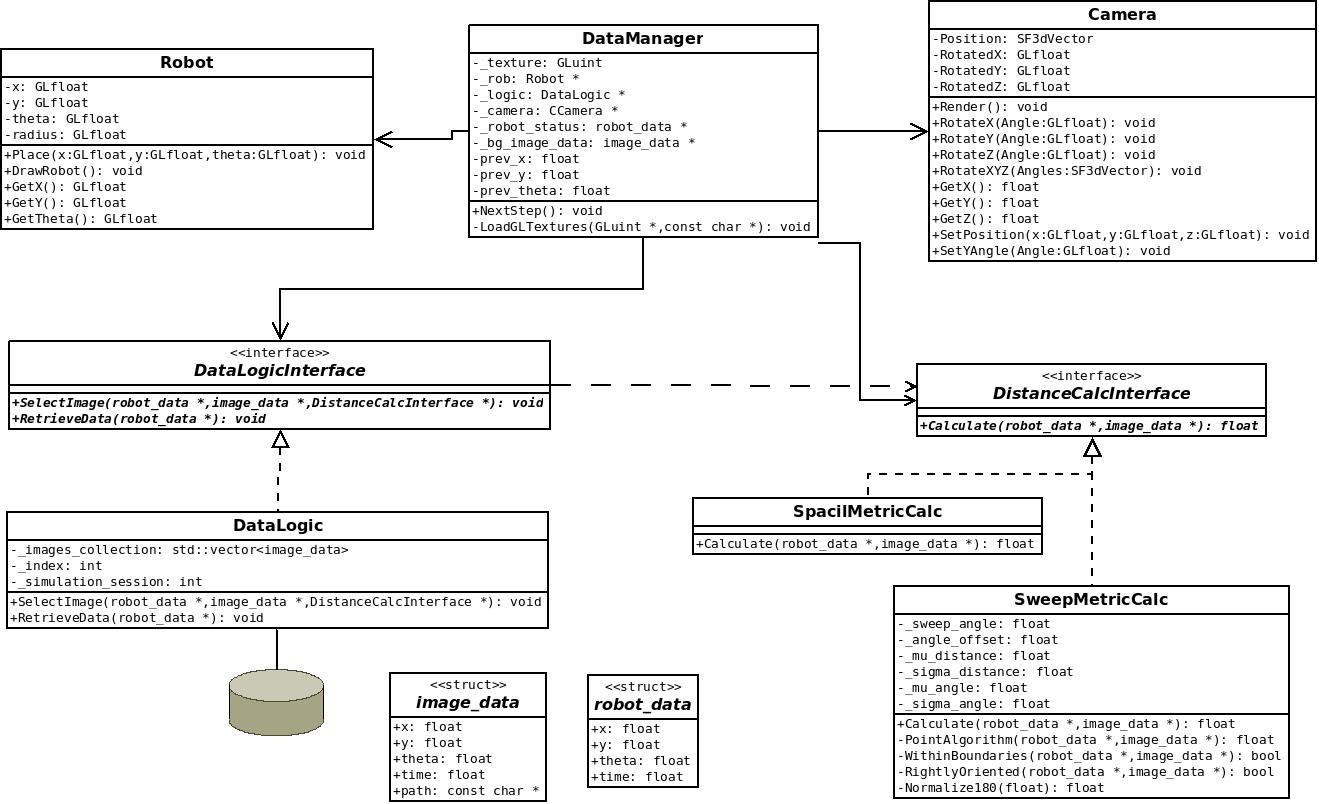 Robot
-x: GLfloat
-y: GLfloat
-theta: GLfloat
-radius: GLfloat
+Place(x:GLfloat,y:GLfloat,theta:GLfloat): void
+DrawRobot(): void
+GetX(): GLfloat
+GetY(): GLfloat
+GetTheta(): GLfloat
DataManager
-_texture: GLuint
-_rob: Robot *
-_logic: DataLogic *
-_camera: CCamera *
-_robot_status: robot_data *
-_bg_image_data: image_data *
-prev_x: float
-prev_y: float
-prev_theta: float
+NextStep(): void
-LoadGLTextures(GLuint *,const char *): void
Camera
-Position: SF3dVector
-RotatedX: GLfloat
-RotatedY: GLfloat
-RotatedZ: GLfloat
+Render(): void
+RotateX(Angle:GLfloat): void
+RotateY(Angle:GLfloat): void
+RotateZ(Angle:GLfloat): void
+RotateXYZ(Angles:SF3dVector): void
+GetX(): float
+GetY(): float
+GetZ(): float
+SetPosition(x:GLfloat,y:GLfloat,z:GLfloat): void
+SetYAngle(Angle:GLfloat): void
<<interface>>
DataLogicInterface
+SelectImage(robot_data *,image_data *,DistanceCalcInterface *): void
+RetrieveData(robot_data *): void
<<interface>>
DistanceCalcInterface
+Calculate(robot_data *,image_data *): float
DataLogic
-_images_collection: std::vector<image_data>
-_index: int
-_simulation_session: int
+SelectImage(robot_data *,image_data *,DistanceCalcInterface *): void
+RetrieveData(robot_data *): void
SpacilMetricCalc
+Calculate(robot_data *,image_data *): float
SweepMetricCalc
-_sweep_angle: float
-_angle_offset: float
-_mu_distance: float
-_sigma_distance: float
-_mu_angle: float
-_sigma_angle: float
+Calculate(robot_data *,image_data *): float
-PointAlgorithm(robot_data *,image_data *): float
-WithinBoundaries(robot_data *,image_data *): bool
-RightlyOriented(robot_data *,image_data *): bool
-Normalize180(float): float
<<struct>>
image_data
+x: float
+y: float
+theta: float
+time: float
+path: const char *
<<struct>>
robot_data
+x: float
+y: float
+theta: float
+time: float